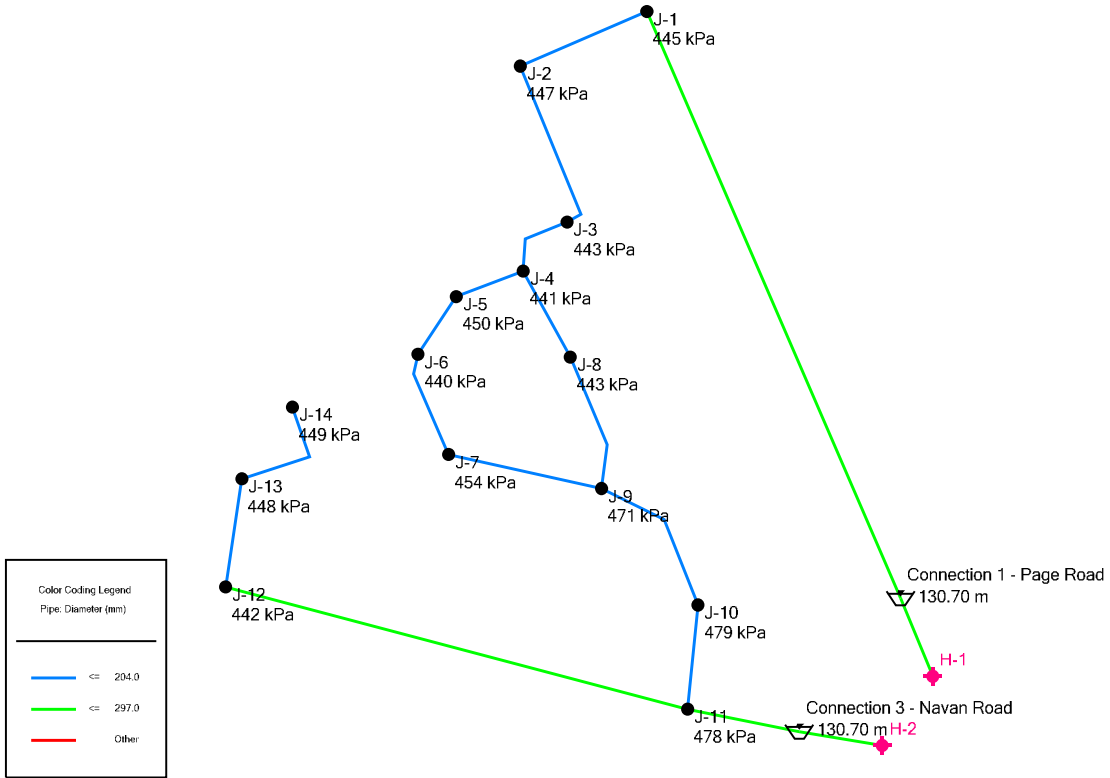 J-1
445 kPa
J-2
447 kPa
J-3
443 kPa
J-4
441 kPa
J-5
450 kPa
J-6
440 kPa
J-8
443 kPa
J-14
449 kPa
J-7
454 kPa
J-13
448 kPa
J-9
471 kPa
Connection 1 - Page Road
130.70 m
J-12
442 kPa
J-10
479 kPa
H-1
Connection 3 - Navan Road
130.70 m
H-2
J-11
478 kPa
Color Coding Legend
Pipe: Diameter (mm)
<= 204.0
<= 297.0
Other